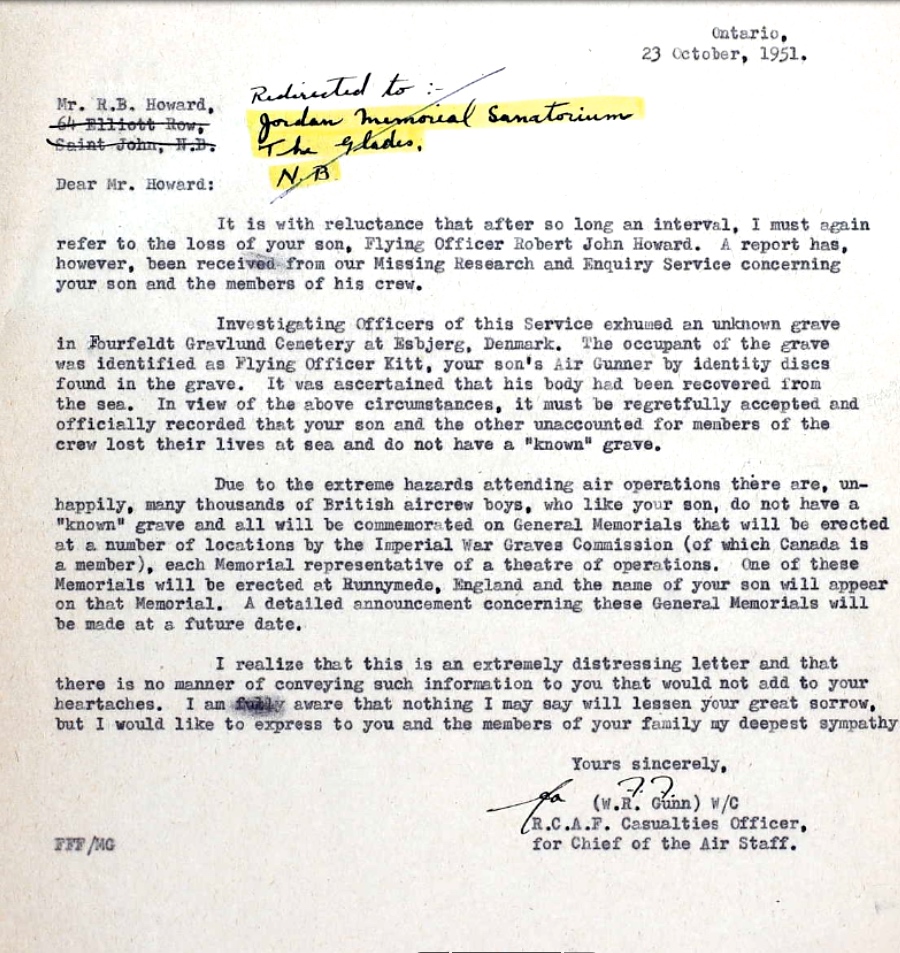 Ontario,
23 October, 1951.
Redirected to :-
Mr. R.B. Howard,
Jordan Memorial Sanatorium
64 Elliott Row,
The Glades,
Saint John, N.B.
N.B.
Dear Mr. Howard:
It is with reluctance that after so long an interval, I must again
refer to the loss of your son, Flying Officer Robert John Howard. A report has,
however, been received from our Missing Research and Enquiry Service concerning
your son and the members of his crew.
Investigating Officers of this Service exhumed an unknown grave
in Fourfeldt Gravlund Cemetery at Esbjerg, Denmark. The occupant of the grave
was identified as Flying Officer Kitt, your son's Air Gunner by identity discs
found in the grave. It was ascertained that his body had been recovered from
the sea. In view of the above circumstances, it must be regretfully accepted and
officially recorded that your son and the other unaccounted for members of the
crew lost their lives at sea and do not have a "known" grave.
Due to the extreme hazards attending air operations there are, un-
happily, many thousands of British aircrew boys, who like your son, do not have a
"known" grave and all will be commemorated on General Memorials that will be erected
at a number of locations by the Imperial War Graves Commission (of which Canada is
a member), each Memorial representative of a theatre of operations. One of these
Memorials will be erected at Runnymede, England and the name of your son will appear
on that Memorial. A detailed announcement concerning these General Memorials will
be made at a future date.
I realize that this is an extremely distressing letter and that
there is no manner of conveying such information to you that would not add to your
heartaches. I am fully aware that nothing I may say will lessen your great sorrow,
but I would like to express to you and the members of your family my deepest sympathy
Yours sincerely,
(W.R. Gunn) W/C
R.C.A.F. Casualties Officer,
for Chief of the Air Staff.
FFF/MG